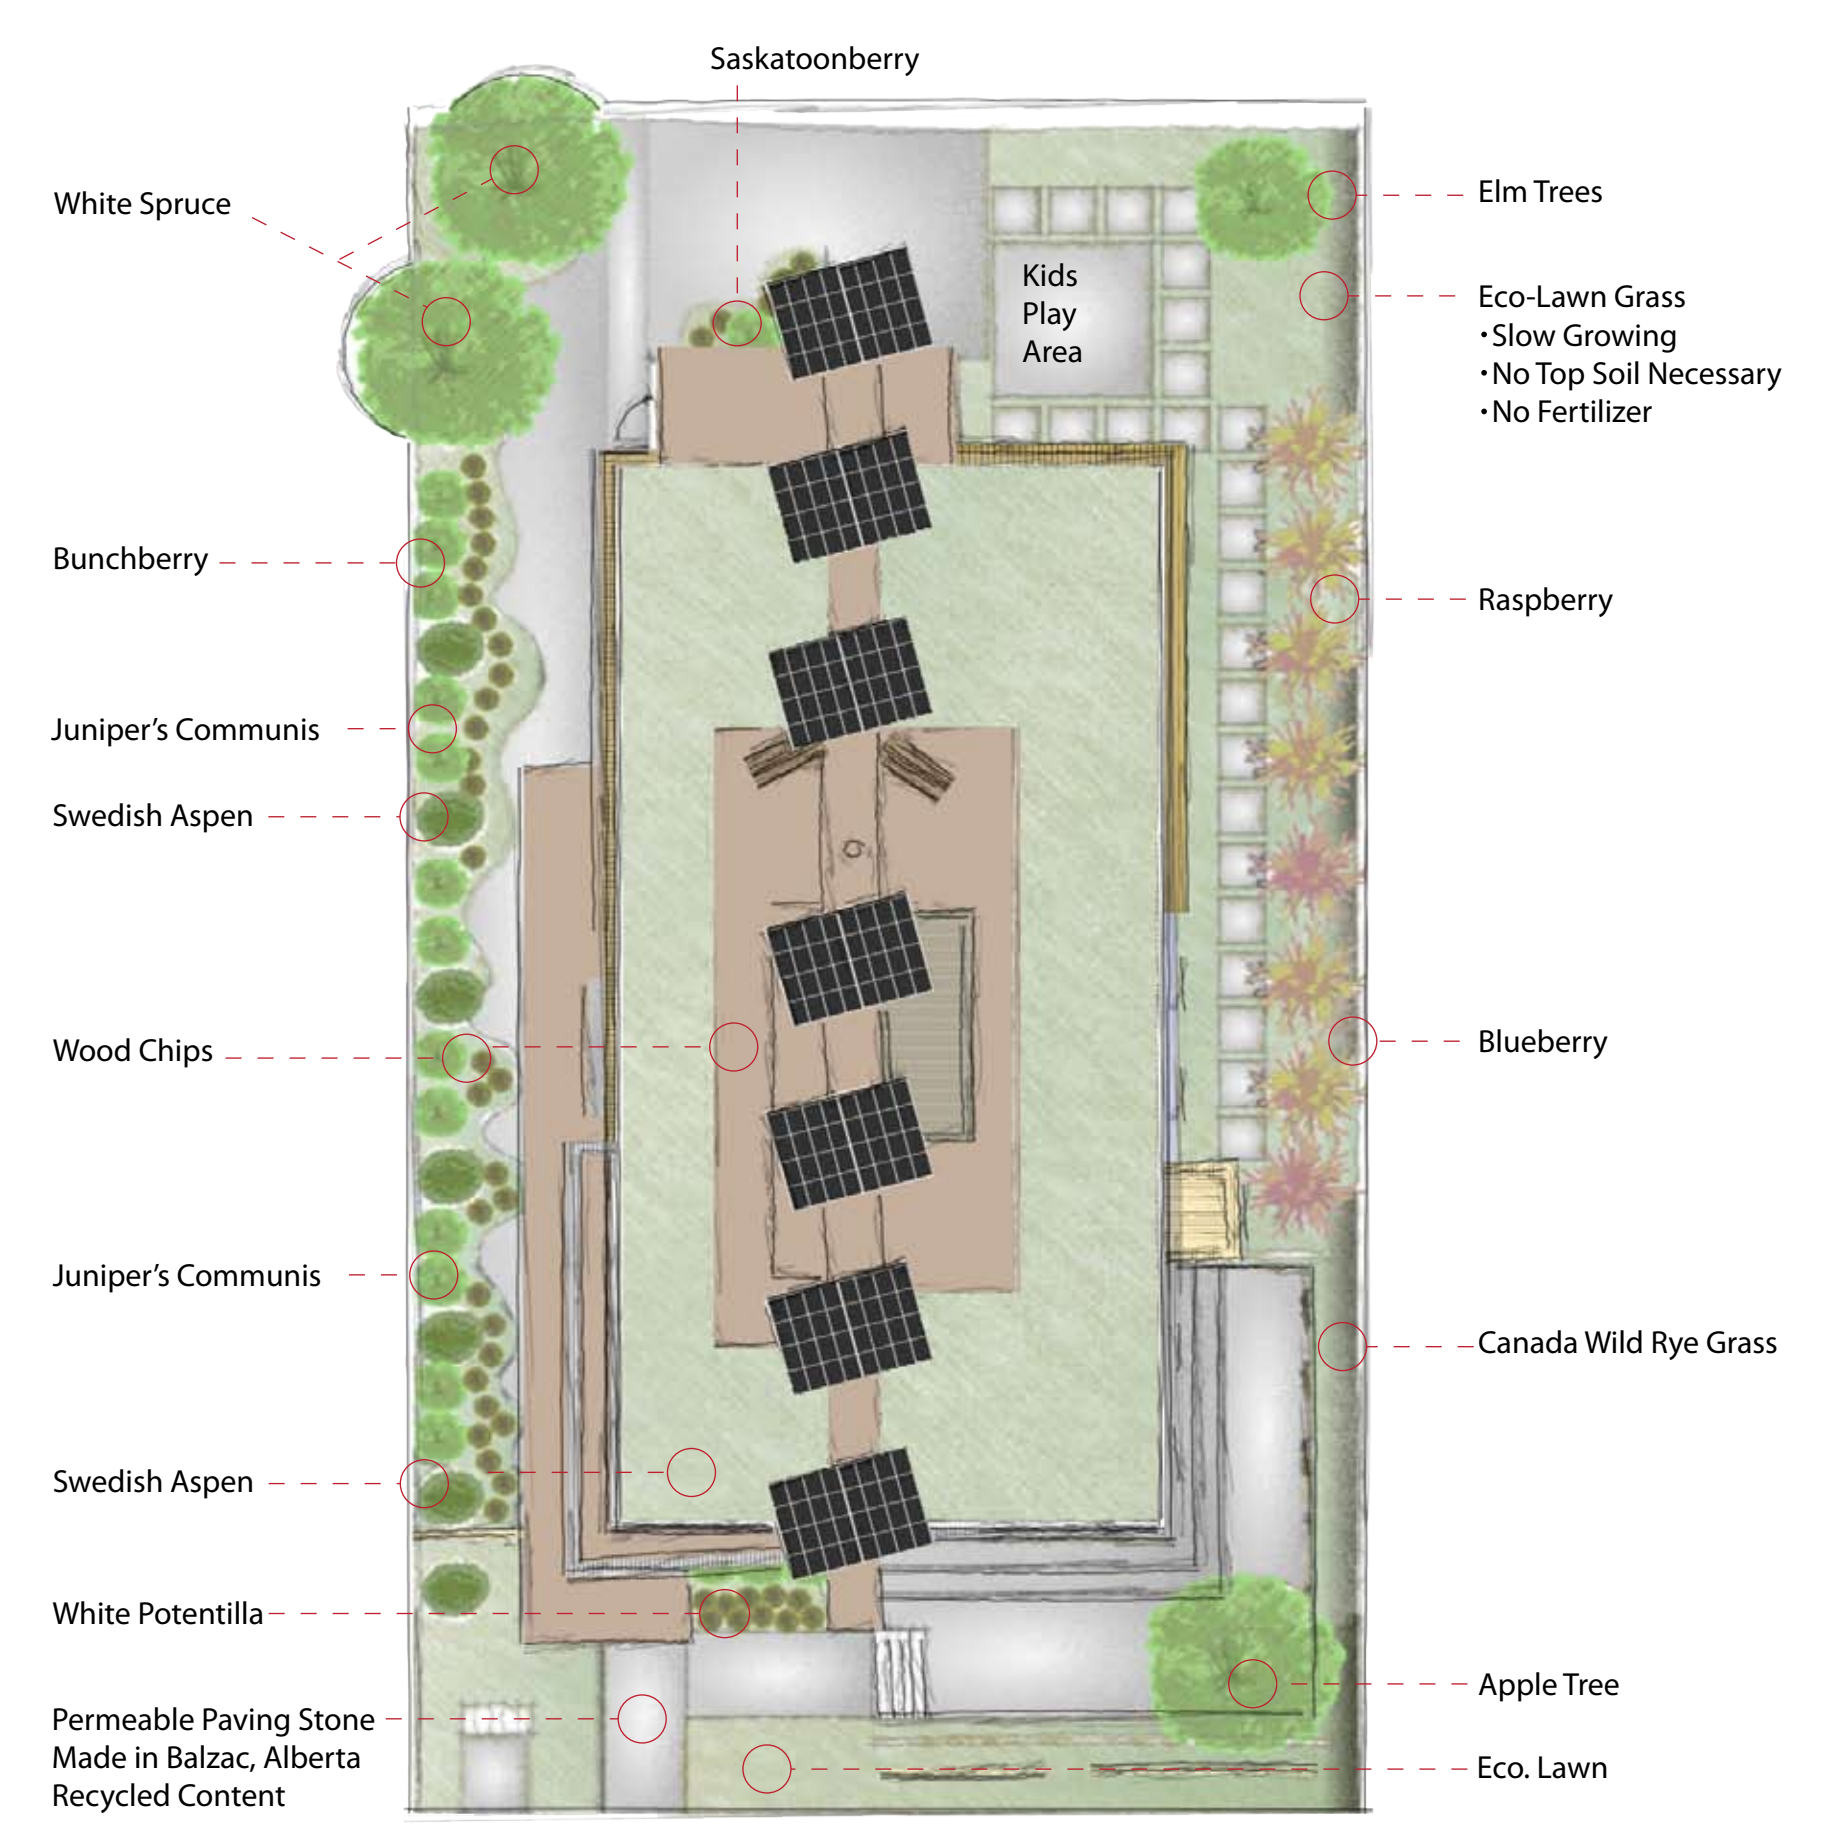 Saskatoonberry
White Spruce
Elm Trees
Kids
Play
Area
Eco-Lawn Grass
•Slow Growing
•No Top Soil Necessary
•No Fertilizer
Bunchberry
Raspberry
Juniper's Communis
Swedish Aspen
Wood Chips
Blueberry
Juniper's Communis
Canada Wild Rye Grass
Swedish Aspen
White Potentilla
Apple Tree
Permeable Paving Stone
Made in Balzac, Alberta
Recycled Content
Eco. Lawn